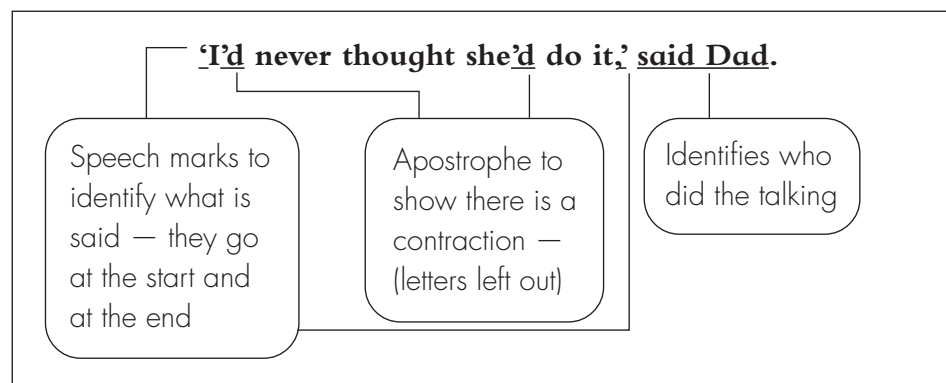 ‘I’d never thought she’d do it,’ said Dad.
Speech marks to
identify what is
said — they go
at the start and
at the end
Apostrophe to
show there is a
contraction —
(letters left out)
Identifies who
did the talking